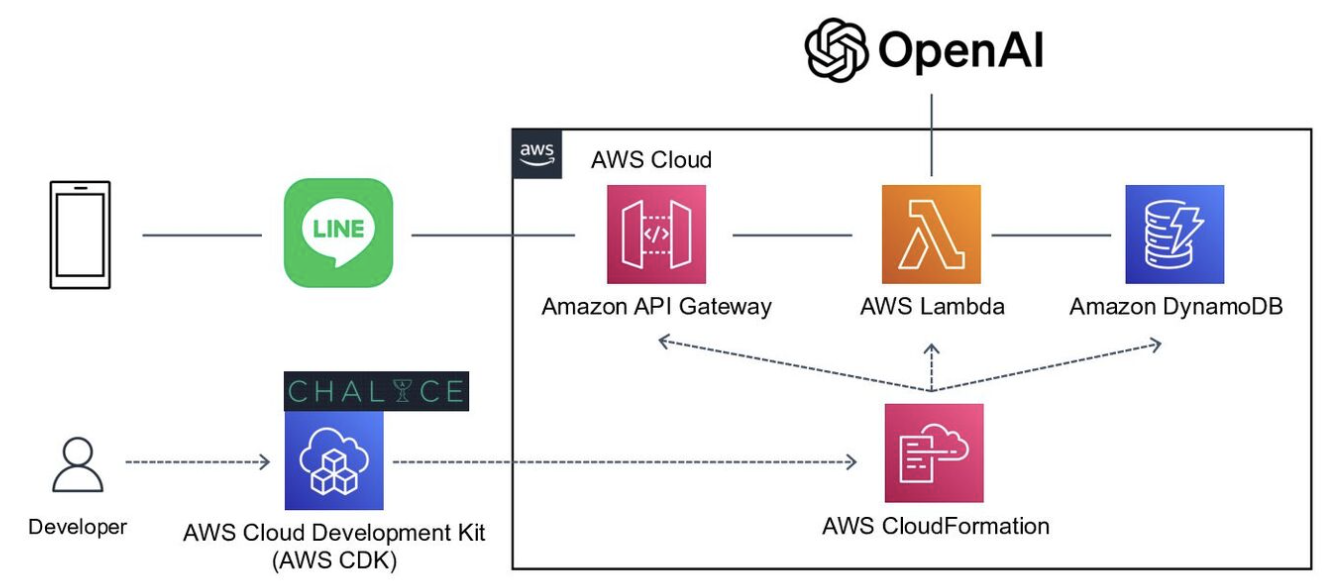 OpenAI
aws
AWS Cloud
LINE
</>
Amazon API Gateway
AWS Lambda
Amazon DynamoDB
CHALICE
Developer
AWS Cloud Development Kit
(AWS CDK)
AWS CloudFormation